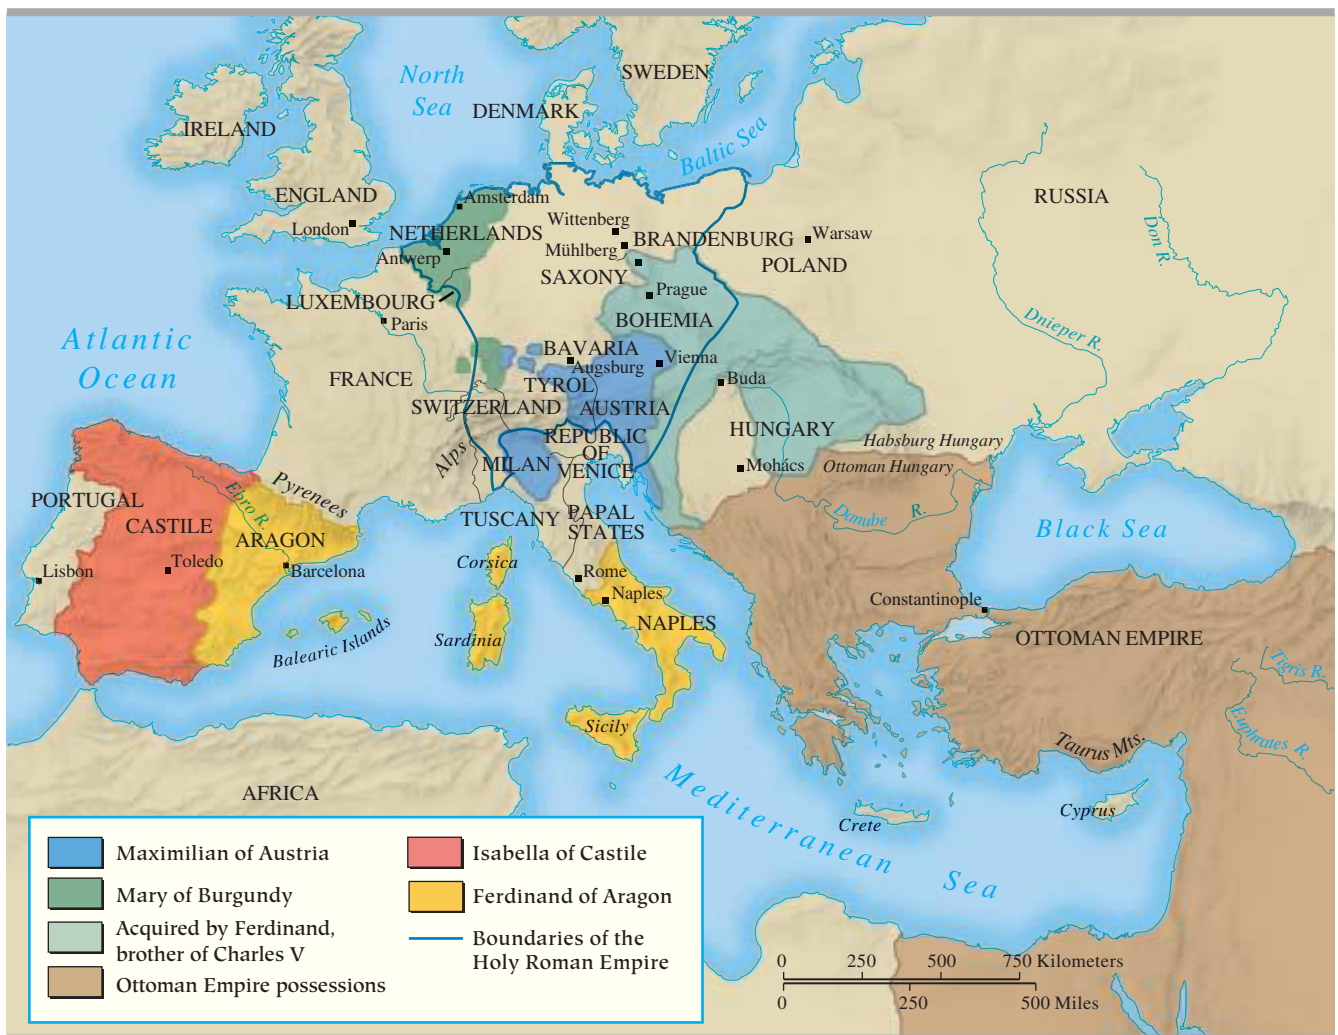 North
Sea
SWEDEN
DENMARK
IRELAND
Baltic Sea
ENGLAND
London
Amsterdam
NETHERLANDS
Antwerp
Wittenberg
Mühlberg
BRANDENBURG
Warsaw
SAXONY
POLAND
RUSSIA
Don R.
Dnieper R.
LUXEMBOURG
Paris
Prague
BOHEMIA
Atlantic
Ocean
FRANCE
BAVARIA
Augsburg
Vienna
TYROL
Buda
SWITZERLAND
AUSTRIA
HUNGARY
Habsburg Hungary
Ottoman Hungary
Alps
MILAN
REPUBLIC
OF
VENICE
Mohács
Danube R.
Black Sea
PORTUGAL
Pyrenees
Ebro R.
CASTILE
ARAGON
TUSCANY
PAPAL
STATES
Lisbon
Toledo
Barcelona
Corsica
Rome
Naples
NAPLES
Constantinople
OTTOMAN EMPIRE
Balearic Islands
Sardinia
Sicily
Tigris R.
Euphrates R.
Taurus Mts.
Mediterranean Sea
Crete
Cyprus
AFRICA
Maximilian of Austria
Mary of Burgundy
Acquired by Ferdinand,
brother of Charles V
Ottoman Empire possessions
Isabella of Castile
Ferdinand of Aragon
Boundaries of the
Holy Roman Empire
0 250 500 750 Kilometers
0 250 500 Miles